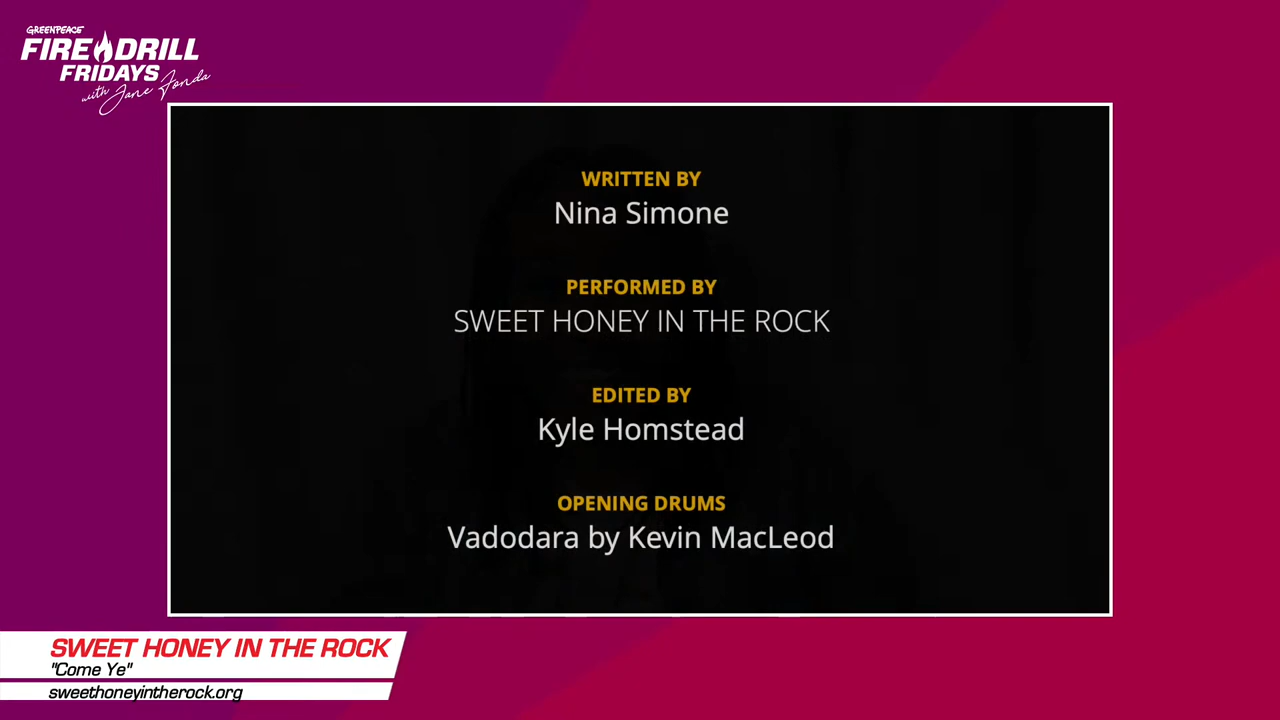 GREENPEACE
FIRE DRILL
FRIDAYS
with Jane Fonda
WRITTEN BY
Nina Simone
PERFORMED BY
SWEET HONEY IN THE ROCK
EDITED BY
Kyle Homstead
OPENING DRUMS
Vadodara by Kevin MacLeod
SWEET HONEY IN THE ROCK
"Come Ye"
sweethoneyintherock.org